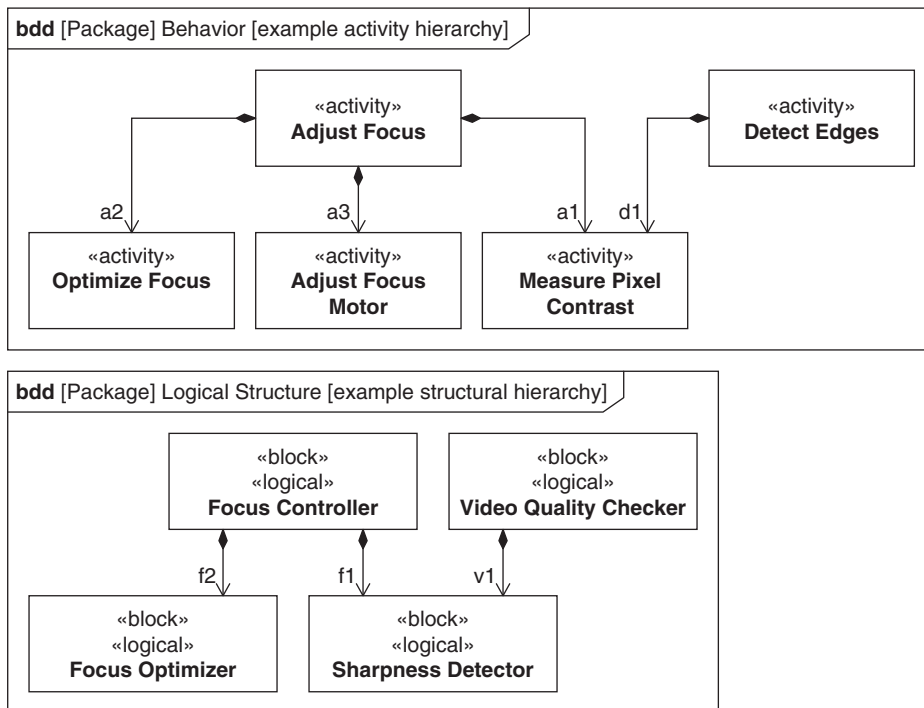 bdd [Package] Behavior [example activity hierarchy]
«activity»
Adjust Focus
«activity»
Detect Edges
a2
a3
a1
d1
«activity»
Optimize Focus
«activity»
Adjust Focus
Motor
«activity»
Measure Pixel
Contrast
bdd [Package] Logical Structure [example structural hierarchy]
«block»
«logical»
Focus Controller
«block»
«logical»
Video Quality Checker
f2
f1
v1
«block»
«logical»
Focus Optimizer
«block»
«logical»
Sharpness Detector